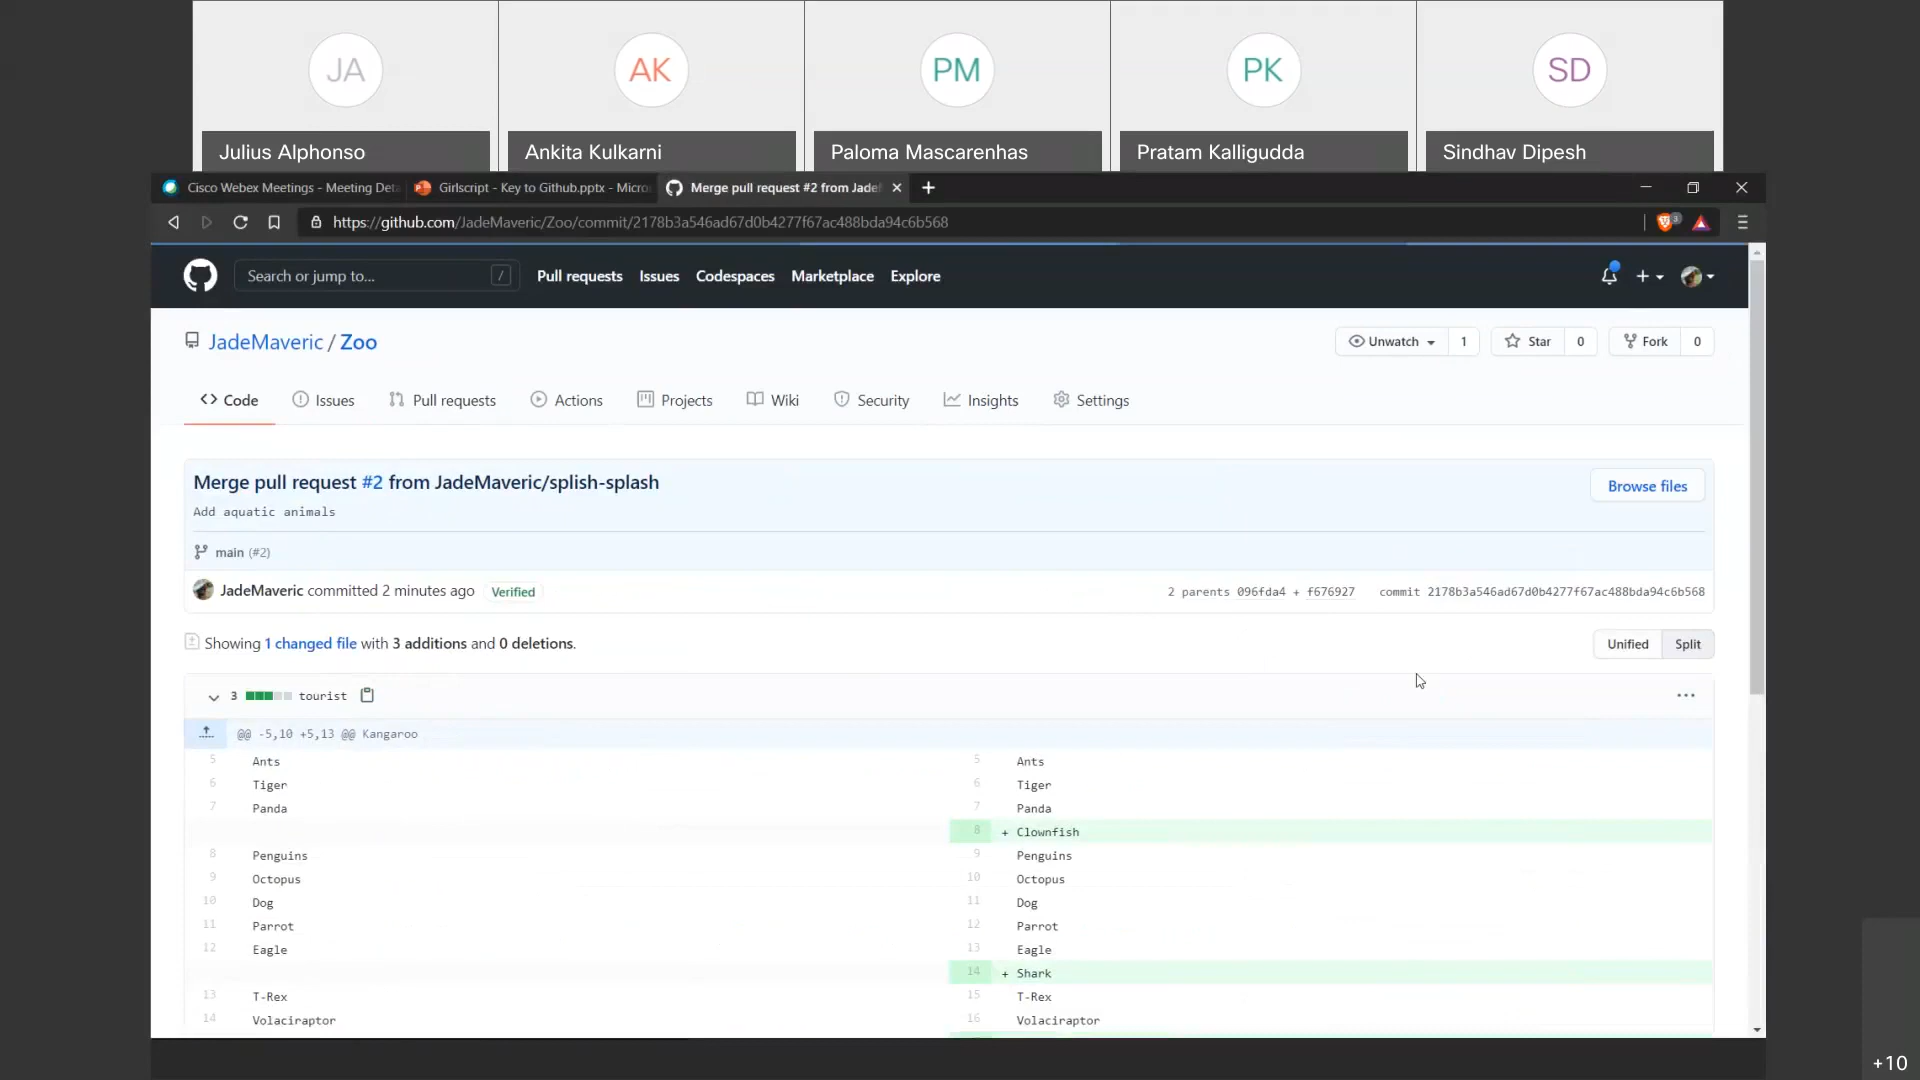 JA AK PM PK SD
Julius Alphonso Ankita Kulkarni Paloma Mascarenhas Pratam Kalligudda Sindhav Dipesh
Cisco Webex Meetings - Meeting Deta Girlscript - Key to Github.pptx - Micro Merge pull request #2 from Jade
https://github.com/JadeMaveric/Zoo/commit/2178b3a546ad67d0b4277f67ac488bda94c6b568 3
Search or jump to... / Pull requests Issues Codespaces Marketplace Explore
JadeMaveric / Zoo Unwatch 1 Star 0 Fork 0
Code Issues Pull requests Actions Projects Wiki Security Insights Settings
Merge pull request #2 from JadeMaveric/splish-splash Browse files
Add aquatic animals
main (#2)
JadeMaveric committed 2 minutes ago Verified 2 parents 096fda4 + f676927 commit 2178b3a546ad67d0b4277f67ac488bda94c6b568
Showing 1 changed file with 3 additions and 0 deletions. Unified Split
3 tourist ...
@@ -5,10 +5,13 @@ Kangaroo
5 Ants 5 Ants
6 Tiger 6 Tiger
7 Panda 7 Panda
8 + Clownfish
8 Penguins 9 Penguins
9 Octopus 10 Octopus
10 Dog 11 Dog
11 Parrot 12 Parrot
12 Eagle 13 Eagle
14 + Shark
13 T-Rex 15 T-Rex
14 Volaciraptor 16 Volaciraptor
+10